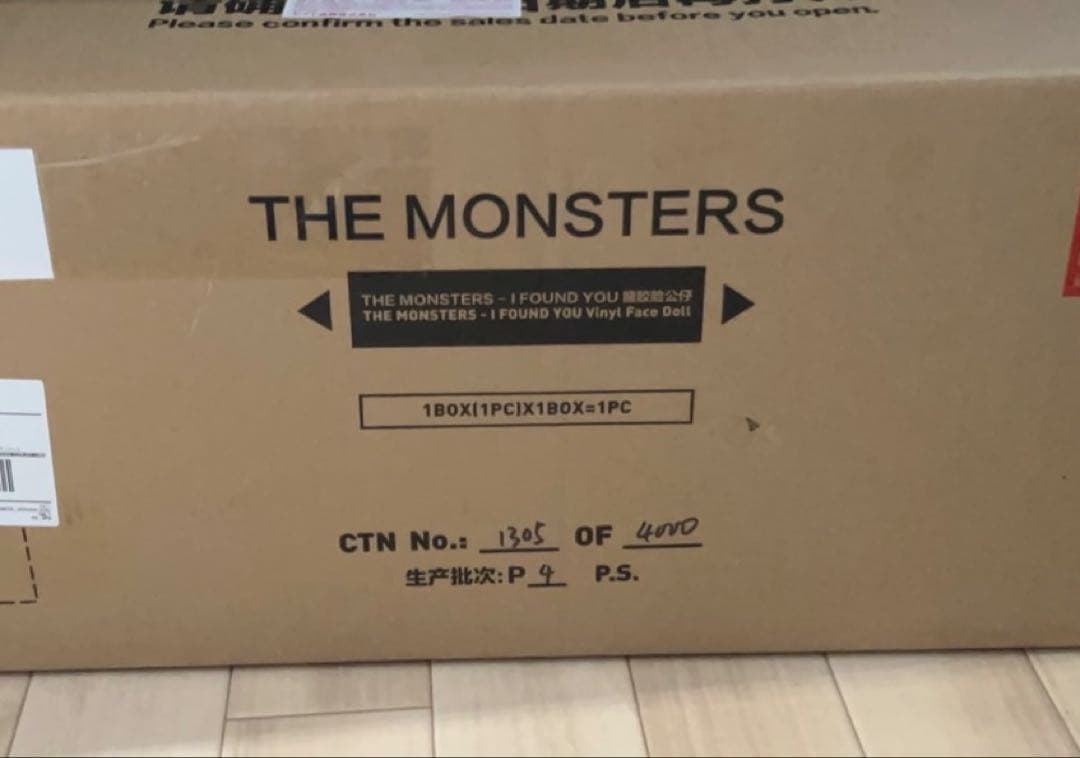 Please confirm the sales date before you open.
THE MONSTERS
THE MONSTERS - I FOUND YOU 搪胶脸公仔
THE MONSTERS - I FOUND YOU Vinyl Face Doll
1BOX(1PC)X1BOX=1PC
CTN No.: 1305 OF 4000
生产批次: P 4 P.S.